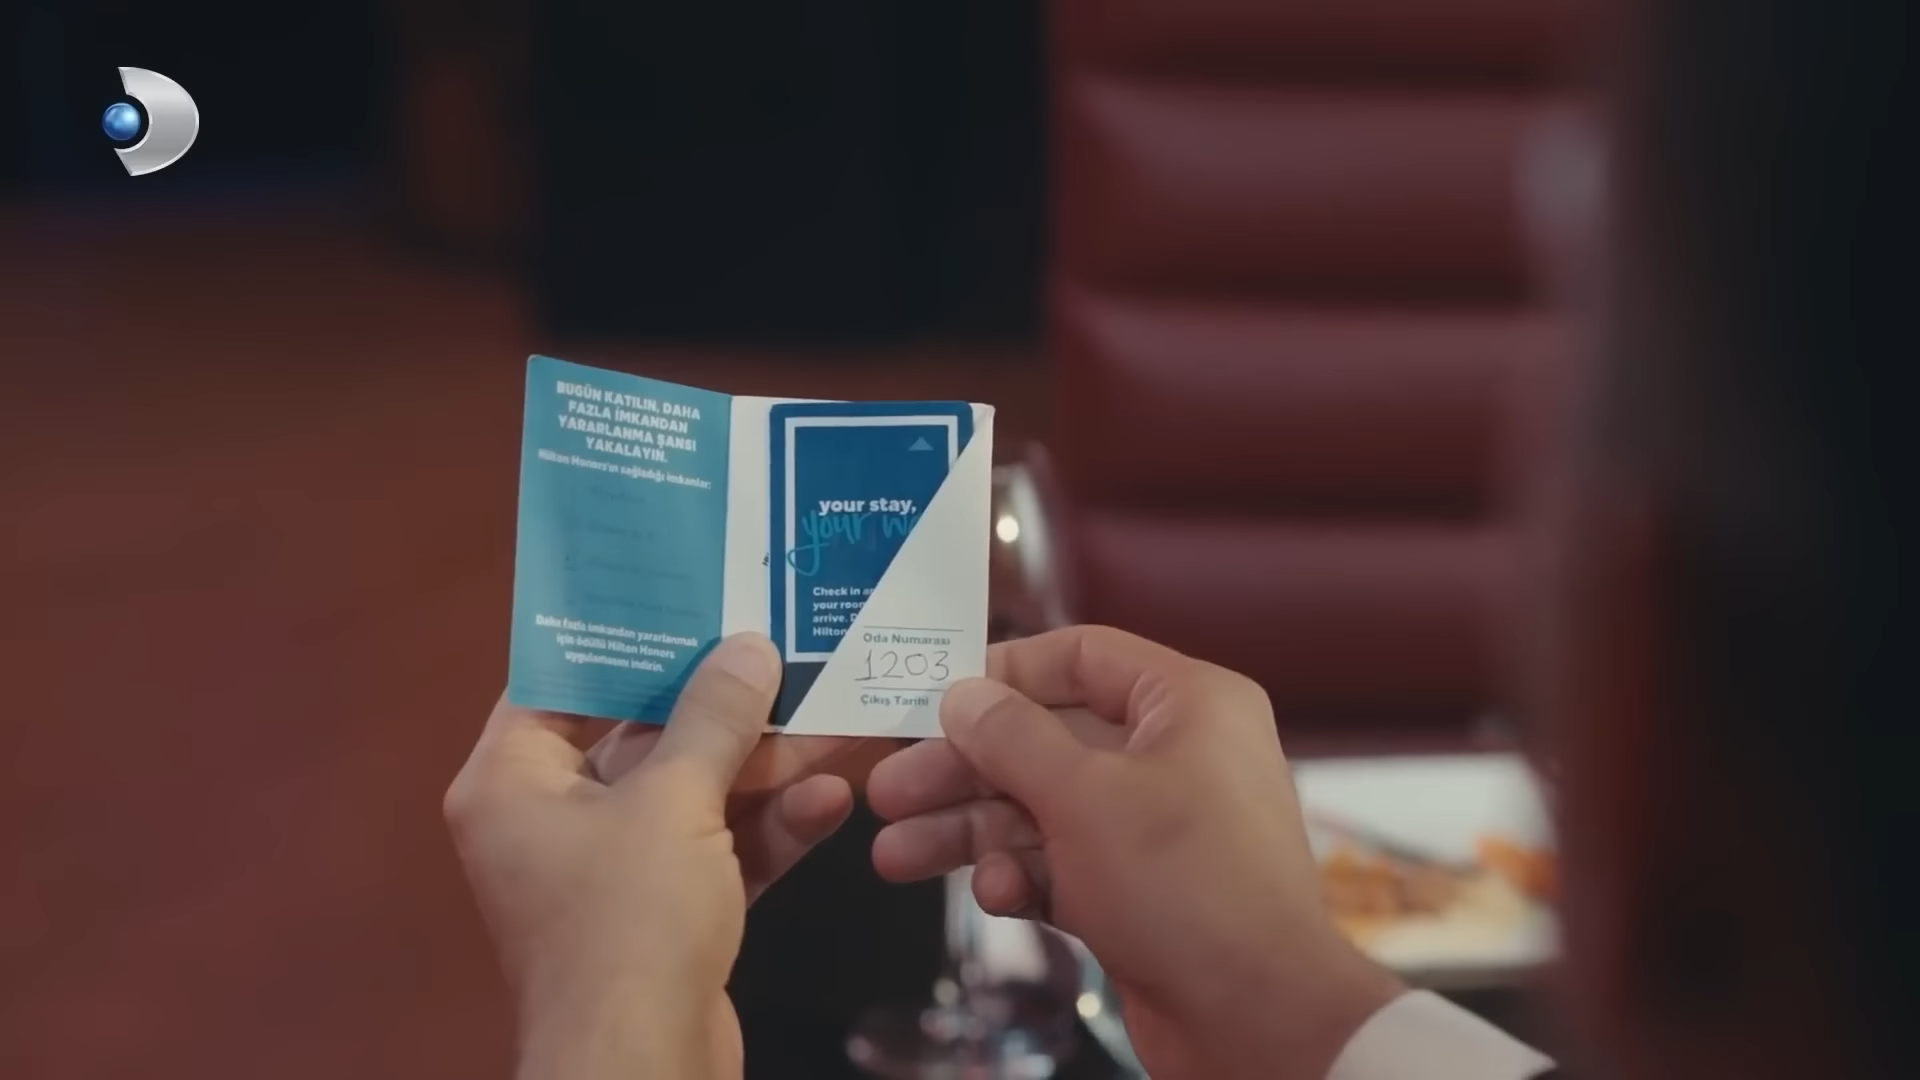 BUGÜN KATILIN, DAHA
FAZLA İMKANDAN
YARARLANMA ŞANSI
YAKALAYIN.
Hilton Honors'ın sağladığı imkanlar:
Daha fazla imkandan yararlanmak
için ödüllü Hilton Honors
uygulamasını indirin.
your stay,
your
Check in
your
arrive.
Hilton
Oda Numarası
1203
Çıkış Tarihi